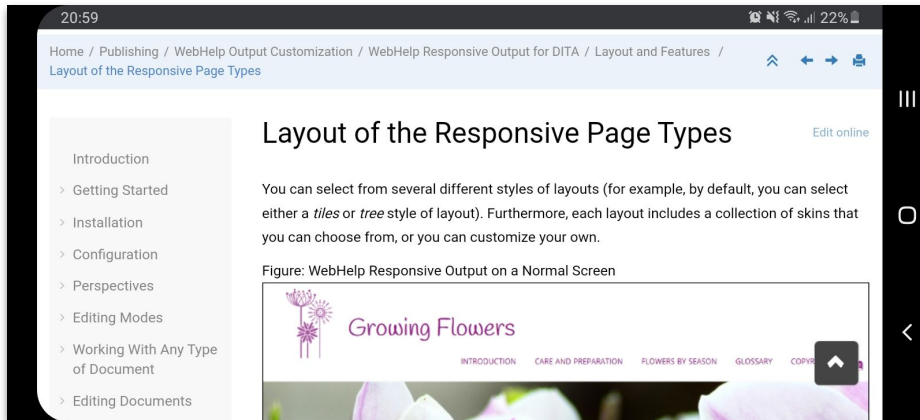 20:59
22%
Home / Publishing / WebHelp Output Customization / WebHelp Responsive Output for DITA / Layout and Features /
Layout of the Responsive Page Types
Layout of the Responsive Page Types
Edit online
Introduction
Getting Started
Installation
Configuration
Perspectives
Editing Modes
Working With Any Type
of Document
Editing Documents
You can select from several different styles of layouts (for example, by default, you can select
either a tiles or tree style of layout). Furthermore, each layout includes a collection of skins that
you can choose from, or you can customize your own.
Figure: WebHelp Responsive Output on a Normal Screen
Growing Flowers
INTRODUCTION CARE AND PREPARATION FLOWERS BY SEASON GLOSSARY